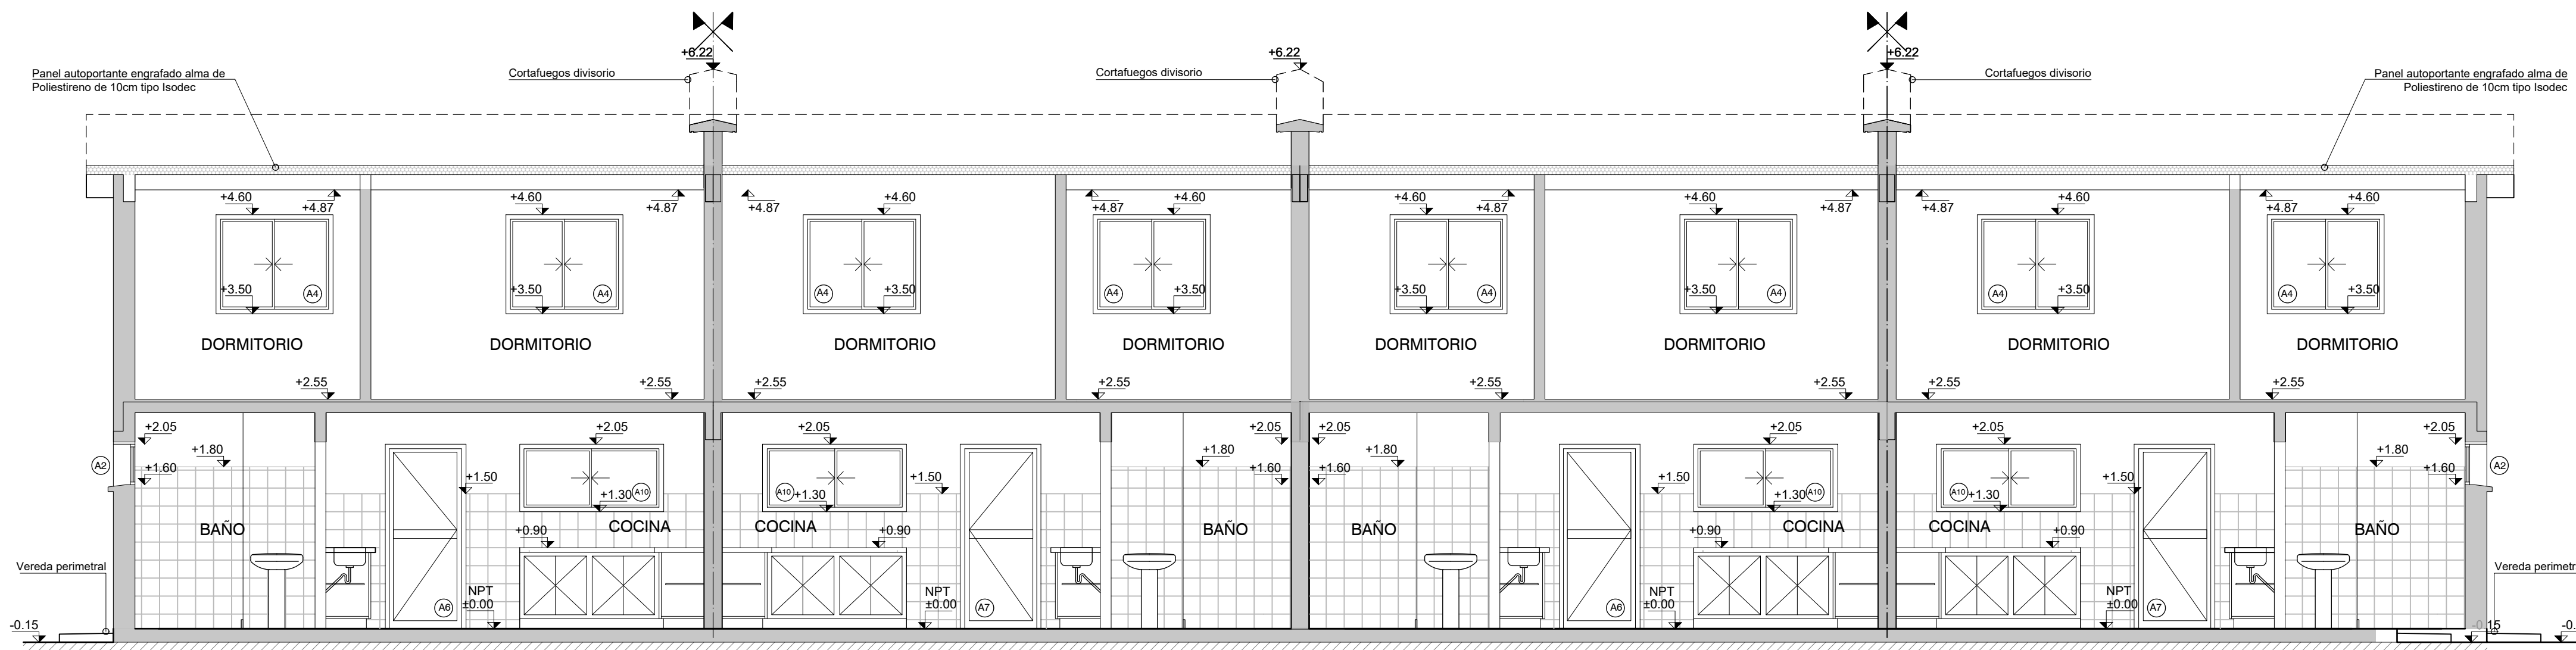 +6.22 +6.22 +6.22
Panel autoportante engrafado alma de
Poliestireno de 10cm tipo Isodec
Cortafuegos divisorio
Cortafuegos divisorio
Cortafuegos divisorio
Panel autoportante engrafado alma de
Poliestireno de 10cm tipo Isodec
+4.60 +4.60 +4.60 +4.60 +4.60 +4.60 +4.60 +4.60
+4.87 +4.87 +4.87 +4.87 +4.87 +4.87 +4.87 +4.87
+3.50 A4 +3.50 A4 A4 +3.50 A4 +3.50 +3.50 A4 +3.50 A4 A4 +3.50 A4 +3.50
DORMITORIO DORMITORIO DORMITORIO DORMITORIO DORMITORIO DORMITORIO DORMITORIO DORMITORIO
+2.55 +2.55 +2.55 +2.55 +2.55 +2.55 +2.55 +2.55
+2.05 +2.05 +2.05 +2.05 +2.05 +2.05 +2.05 +2.05
+1.80 +1.80 +1.80 +1.80
A2 +1.60 +1.60 +1.60 +1.60 A2
+1.50 +1.50 +1.50 +1.50
+1.30 A10 A10 +1.30 +1.30 A10 A10 +1.30
BAÑO COCINA COCINA BAÑO BAÑO COCINA COCINA BAÑO
+0.90 +0.90 +0.90 +0.90
Vereda perimetral
NPT NPT NPT NPT
±0.00 ±0.00 ±0.00 ±0.00
A6 A7 A6 A7
-0.15 -0.15